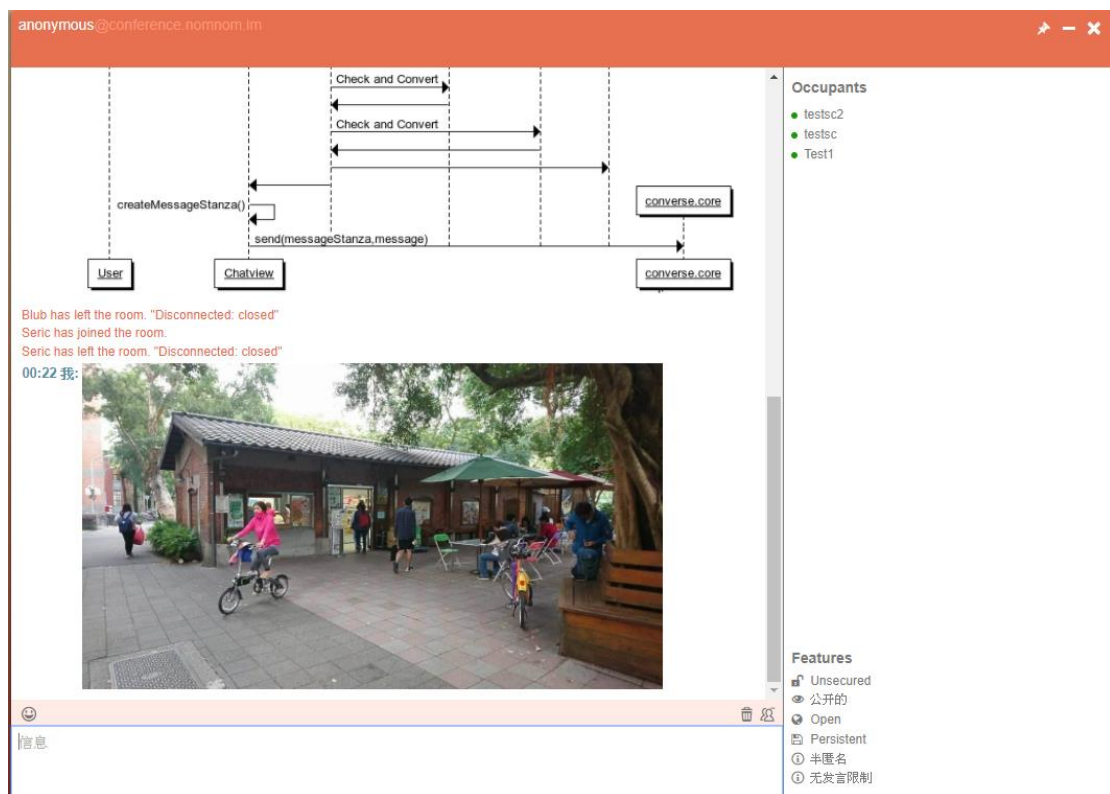 anonymous@conference.nomnom.im
Check and Convert
Check and Convert
createMessageStanza()
converse.core
send(messageStanza,message)
User
Chatview
converse.core
Blub has left the room. "Disconnected: closed"
Seric has joined the room.
Seric has left the room. "Disconnected: closed"
00:22 我:
信息
Occupants
testsc2
testsc
Test1
Features
Unsecured
公开的
Open
Persistent
半匿名
无发言限制